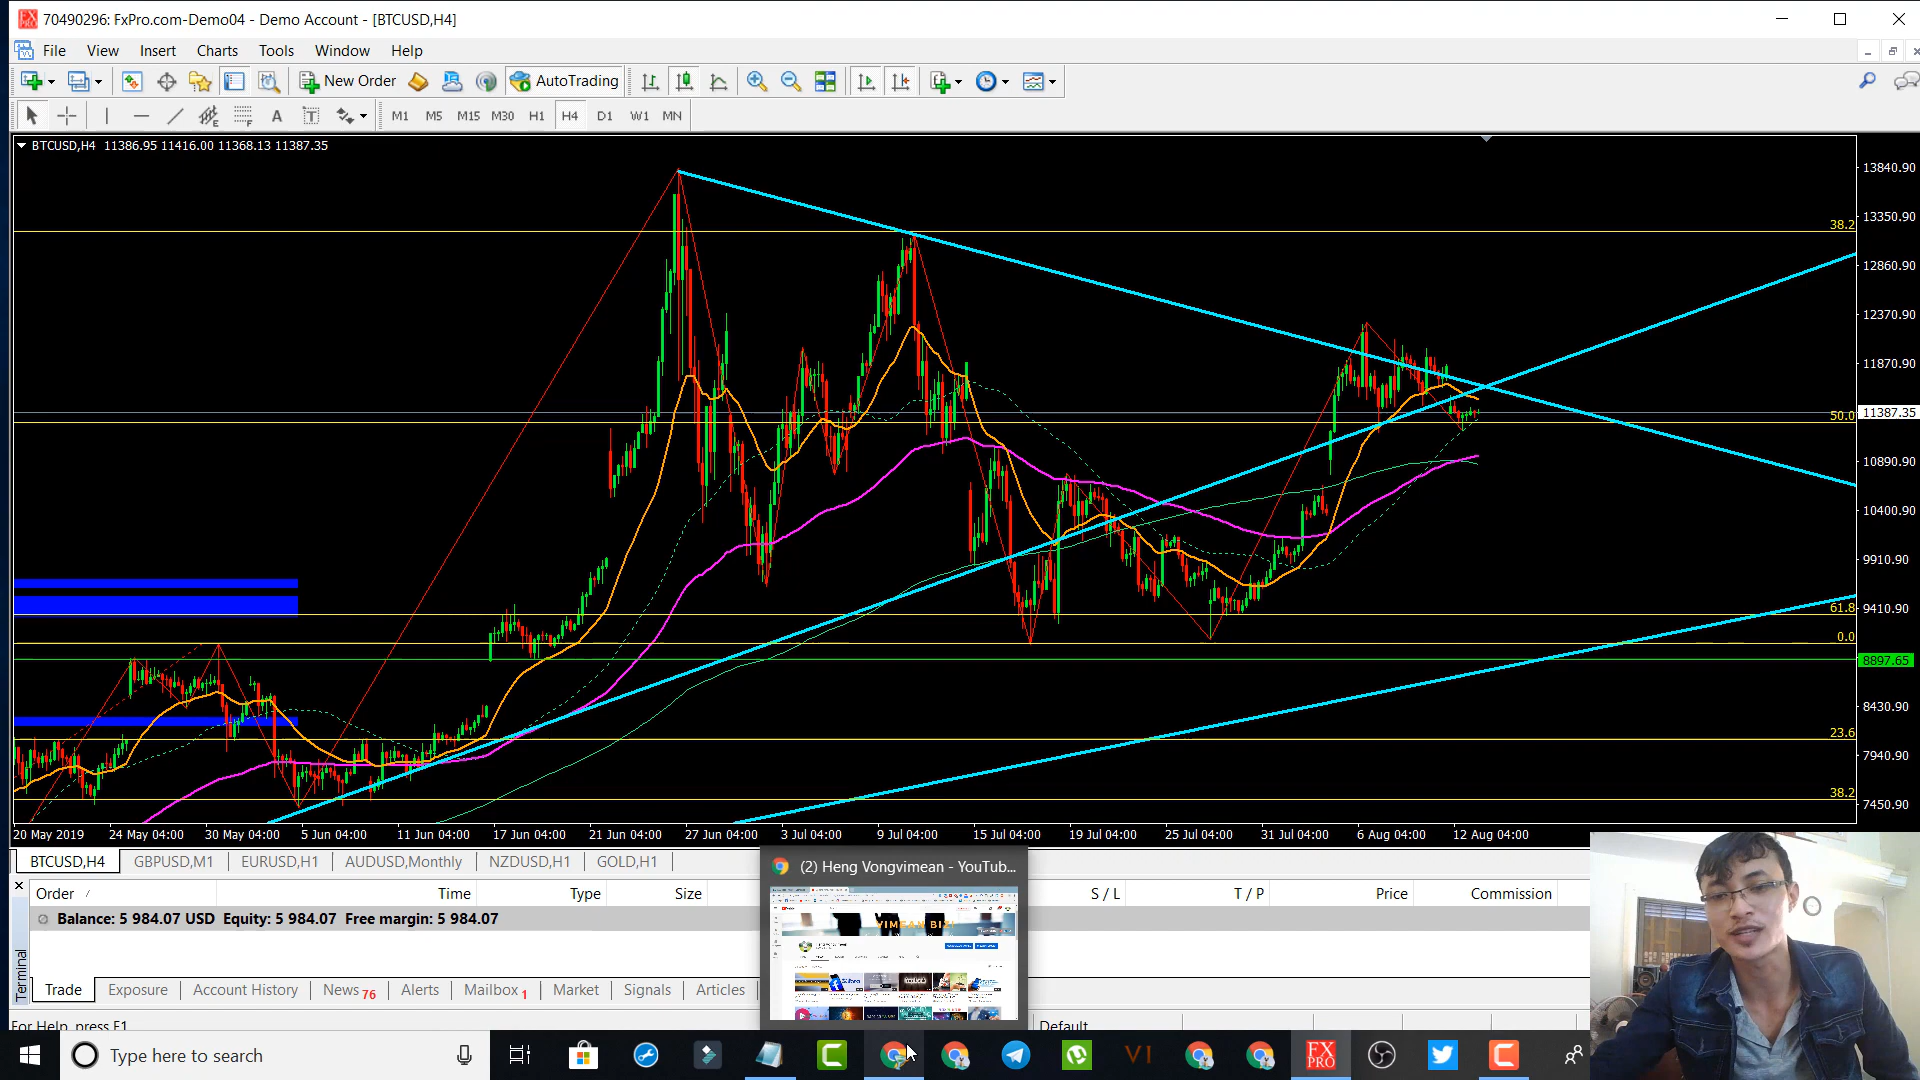 70490296: FxPro.com-Demo04 - Demo Account - [BTCUSD,H4]
File View Insert Charts Tools Window Help
New Order AutoTrading
M1 M5 M15 M30 H1 H4 D1 W1 MN
BTCUSD,H4 11386.95 11416.00 11368.13 11387.35
13840.90
38.2
13350.90
12860.90
12370.90
11870.90
50.0
11387.35
10890.90
10400.90
9910.90
61.8
9410.90
0.0
8897.65
8430.90
23.6
7940.90
38.2
7450.90
20 May 2019 24 May 04:00 30 May 04:00 5 Jun 04:00 11 Jun 04:00 17 Jun 04:00 21 Jun 04:00 27 Jun 04:00 3 Jul 04:00 9 Jul 04:00 15 Jul 04:00 19 Jul 04:00 25 Jul 04:00 31 Jul 04:00 6 Aug 04:00 12 Aug 04:00
BTCUSD,H4 GBPUSD,M1 EURUSD,H1 AUDUSD,Monthly NZDUSD,H1 GOLD,H1
(2) Heng Vongvimean - YouTub...
Order Time Type Size S / L T / P Price Commission
Balance: 5 984.07 USD Equity: 5 984.07 Free margin: 5 984.07
Terminal
Trade Exposure Account History News 76 Alerts Mailbox 1 Market Signals Articles
For Help, press F1
Default
Type here to search
V1
FX PRO